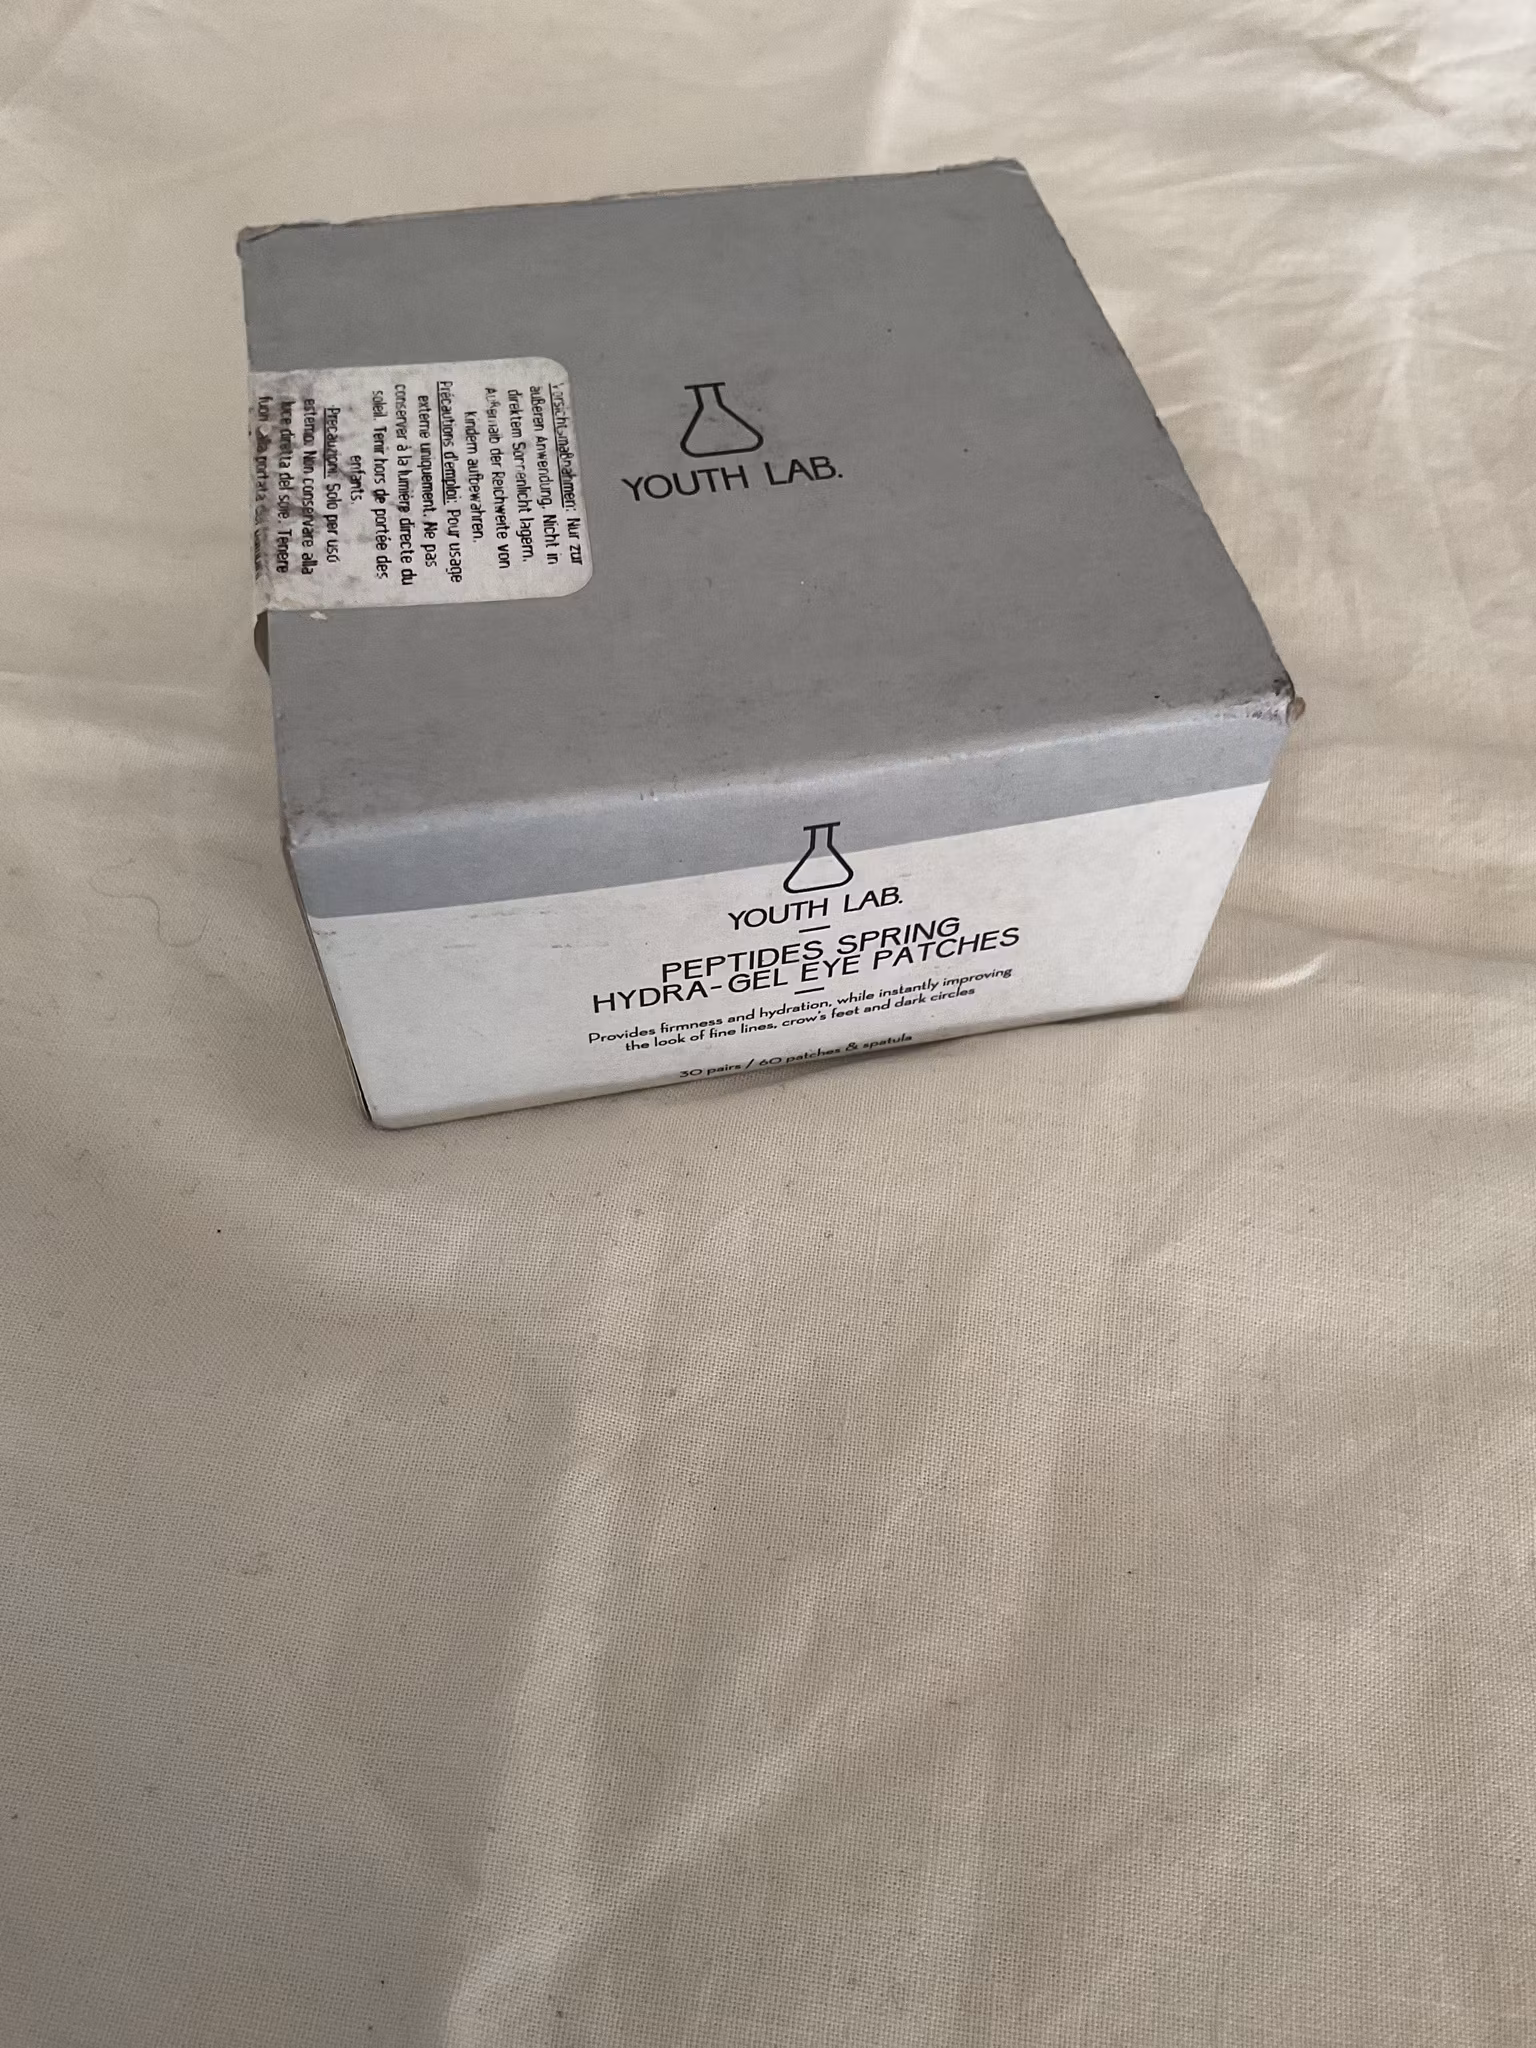 YOUTH LAB.
Vorsichtsmaßnahmen: Nur zur
äußeren Anwendung. Nicht in
direktem Sonnenlicht lagern.
Außerhalb der Reichweite von
Kindern aufbewahren.
Précautions d'emploi: Pour usage
externe uniquement. Ne pas
conserver à la lumière directe du
soleil. Tenir hors de portée des
enfants.
Precauzioni: Solo per uso
esterno. Non conservare alla
luce diretta del sole. Tenere
fuori dalla portata
YOUTH LAB.
PEPTIDES SPRING
HYDRA-GEL EYE PATCHES
Provides firmness and hydration, while instantly improving
the look of fine lines, crow's feet and dark circles
30 pairs / 60 patches & spatula